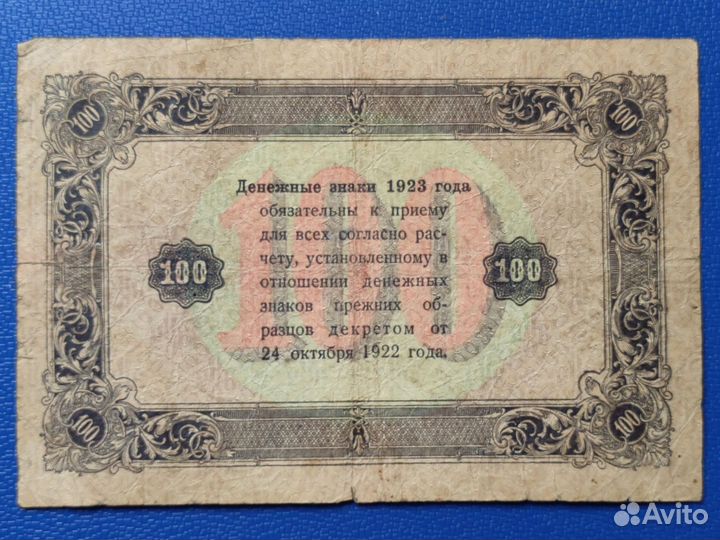 100
100
100
Денежные знаки 1923 года
обязательны к приему
для всех согласно рас-
чету, установленному в
отношении денежных
знаков прежних об-
разцов декретом от
24 октября 1922 года.
100
100
100
100
Avito